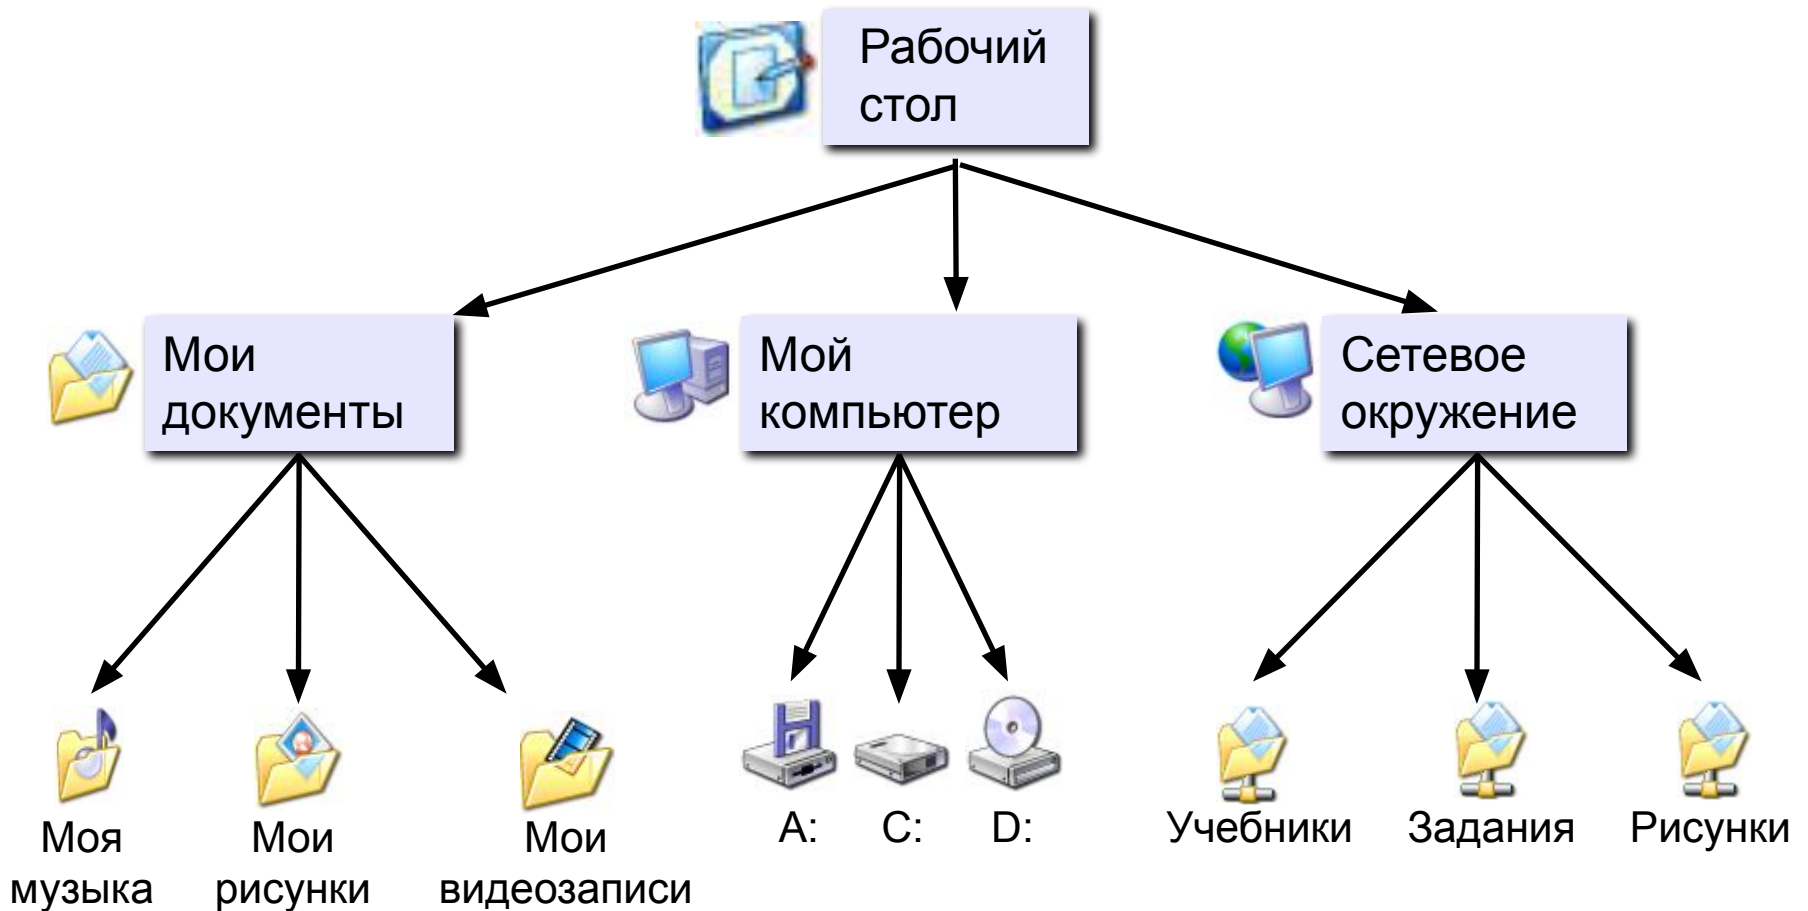 Рабочий
стол
Мои
документы
Мой
компьютер
Сетевое
окружение
Моя
музыка
Мои
рисунки
Мои
видеозаписи
A:
C:
D:
Учебники
Задания
Рисунки